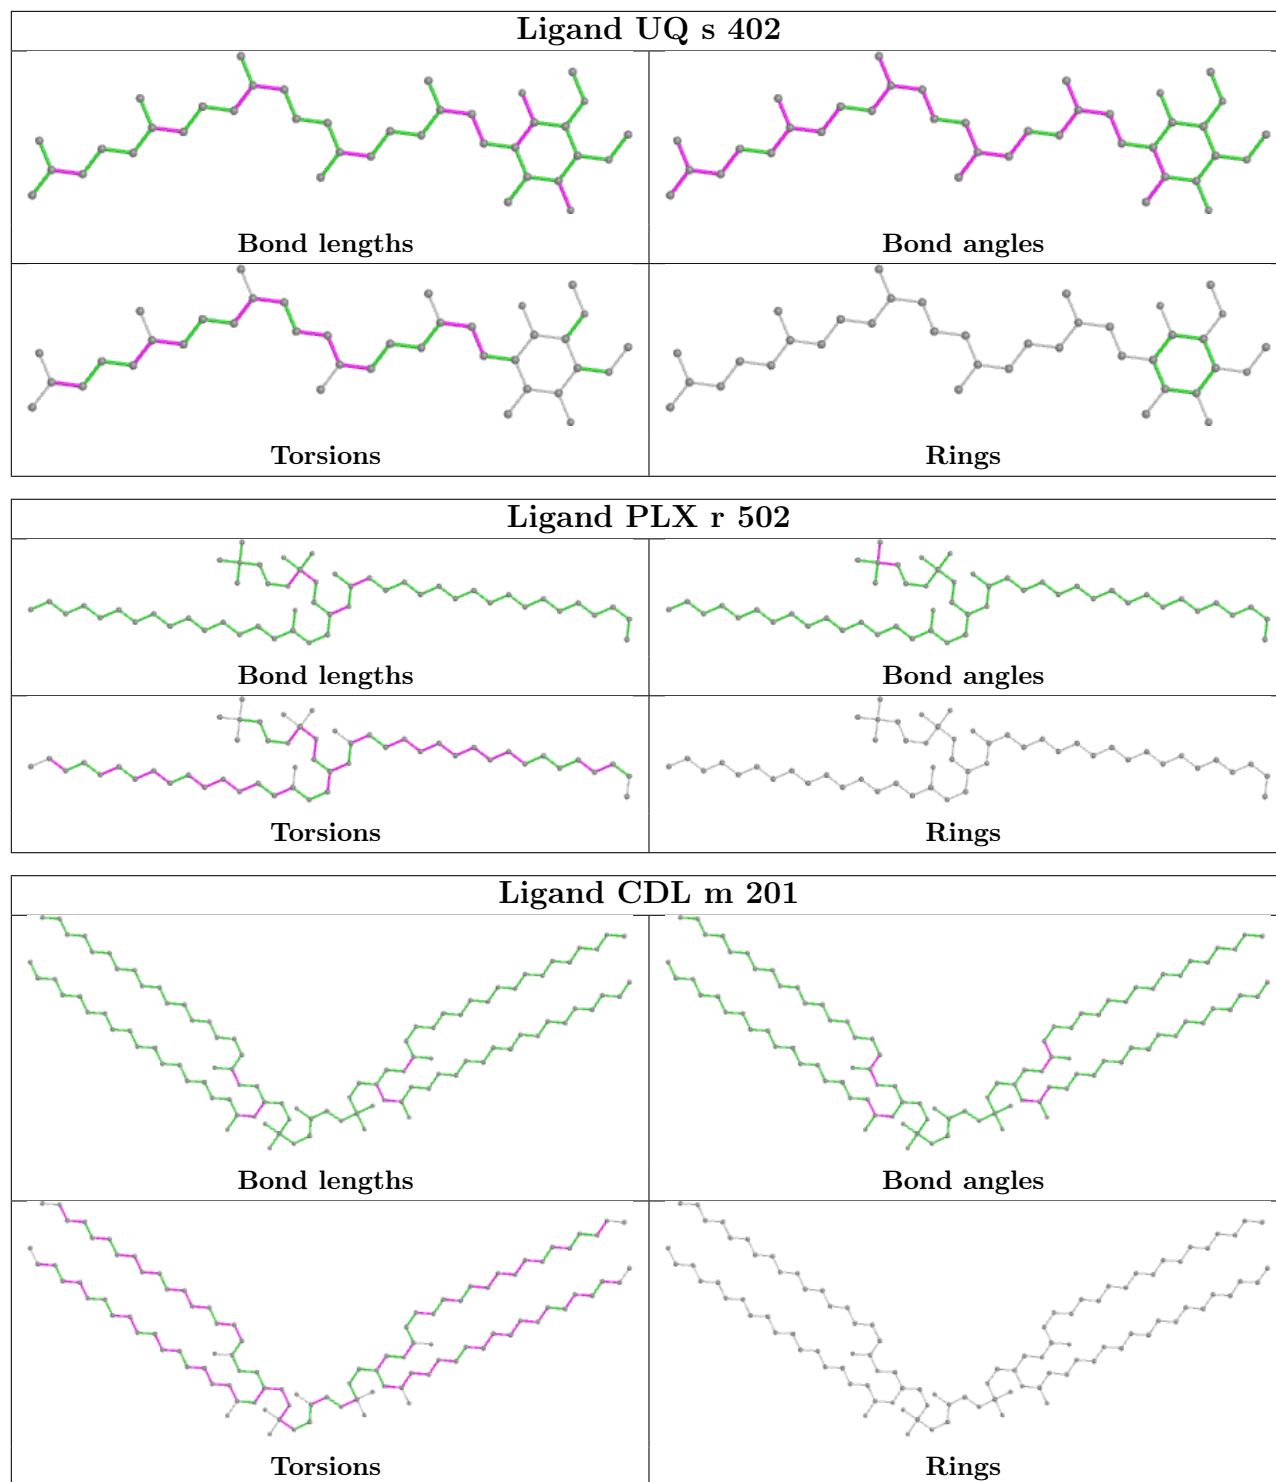 Ligand UQ s 402
Bond lengths
Bond angles
Torsions
Rings
Ligand PLX r 502
Bond lengths
Bond angles
Torsions
Rings
Ligand CDL m 201
Bond lengths
Bond angles
Torsions
Rings